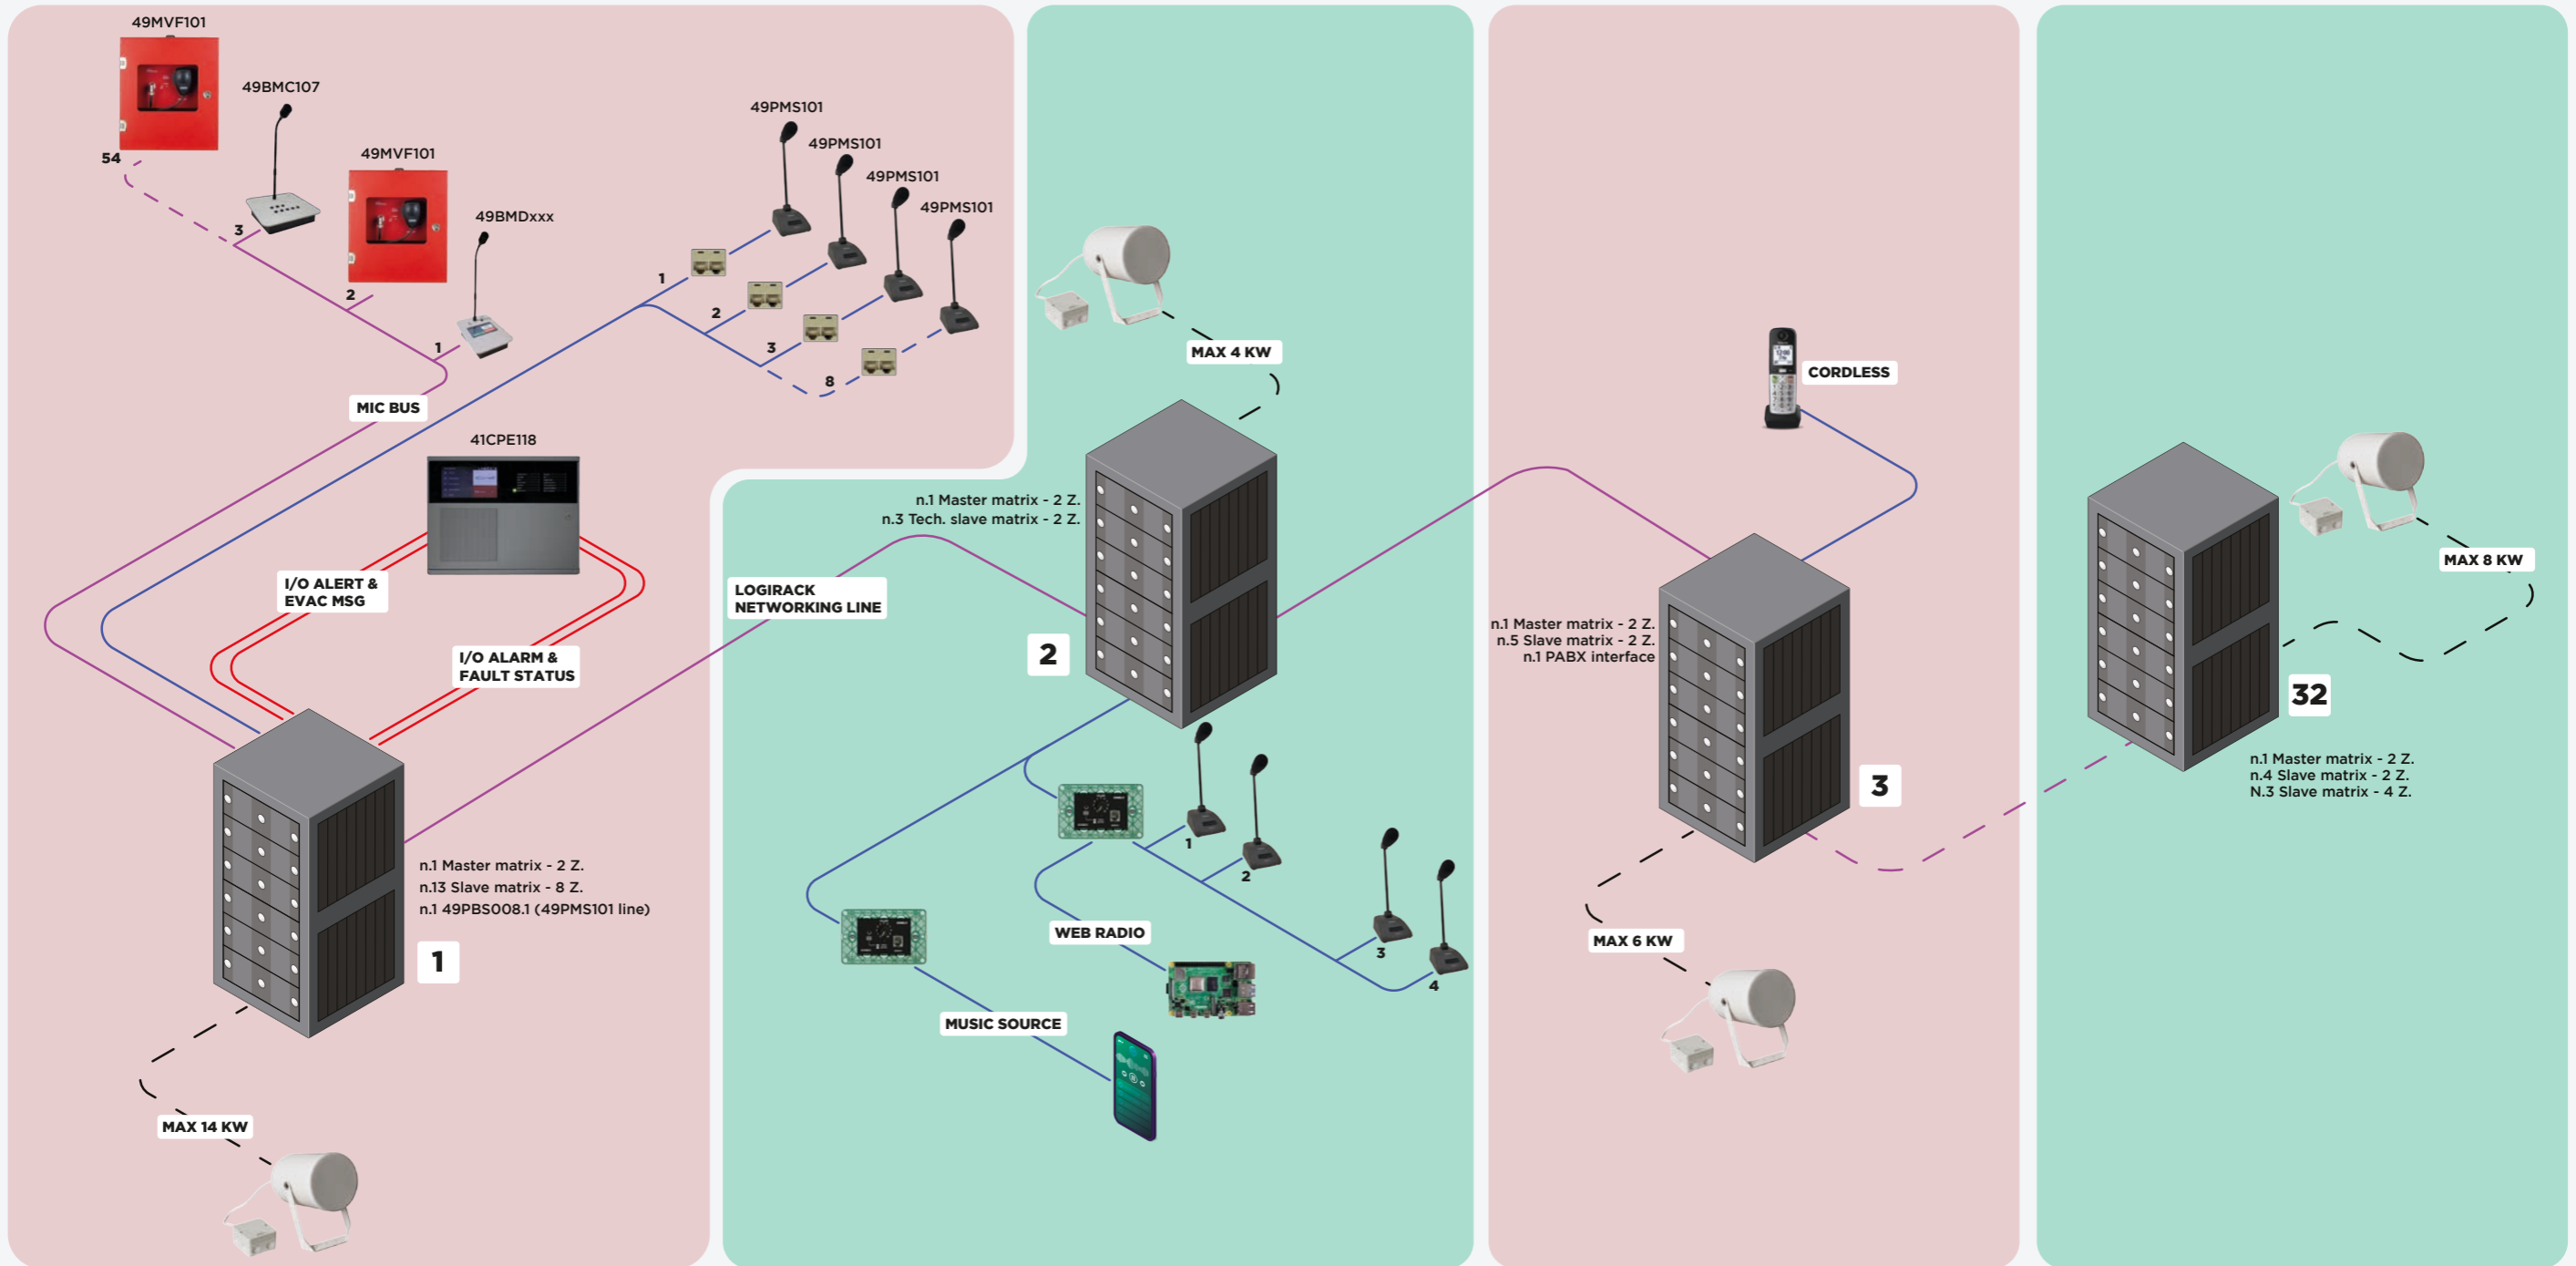 49MVF101
49BMC107
54
49MVF101
3
49BMDxxx
2
1
MIC BUS
49PMS101
49PMS101
49PMS101
49PMS101
1
2
3
8
41CPE118
I/O ALERT &
EVAC MSG
I/O ALARM &
FAULT STATUS
n.1 Master matrix - 2 Z.
n.13 Slave matrix - 8 Z.
n.1 49PBS008.1 (49PMS101 line)
1
MAX 14 KW
LOGIRACK
NETWORKING LINE
MAX 4 KW
n.1 Master matrix - 2 Z.
n.3 Tech. slave matrix - 2 Z.
2
1
2
3
4
WEB RADIO
MUSIC SOURCE
CORDLESS
n.1 Master matrix - 2 Z.
n.5 Slave matrix - 2 Z.
n.1 PABX interface
3
MAX 6 KW
MAX 8 KW
32
n.1 Master matrix - 2 Z.
n.4 Slave matrix - 2 Z.
N.3 Slave matrix - 4 Z.